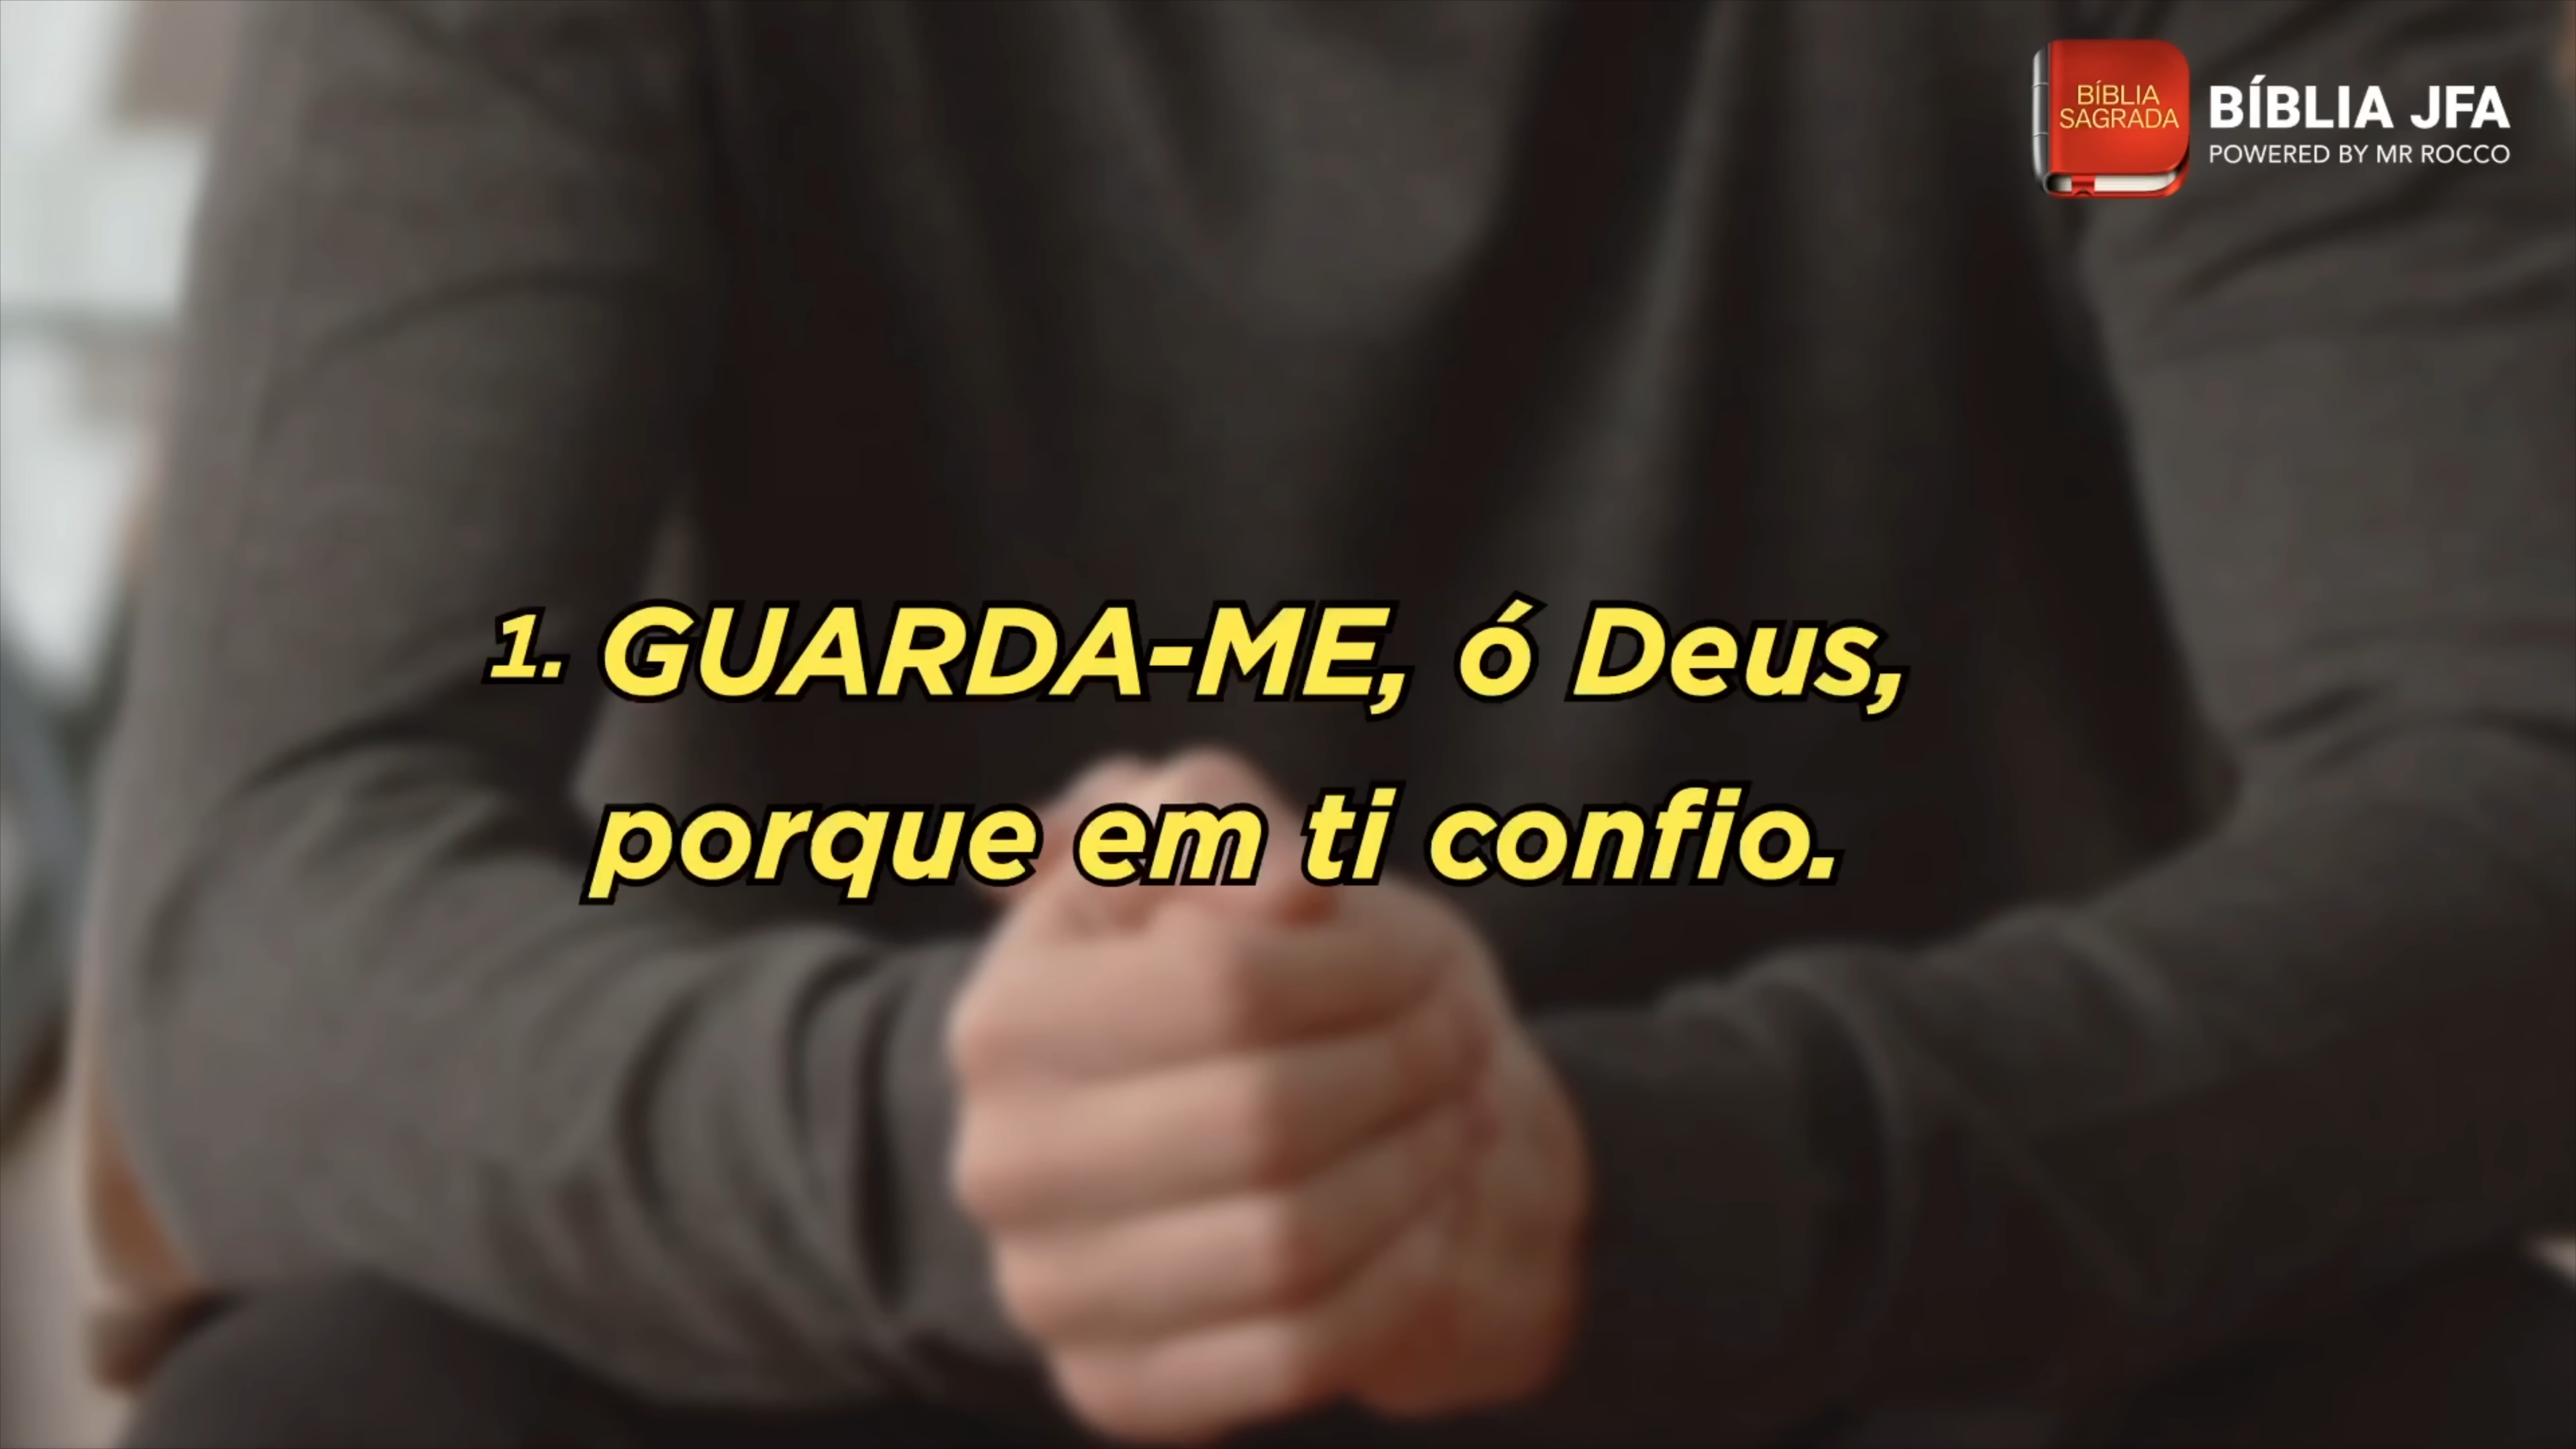 BÍBLIA
SAGRADA
BÍBLIA JFA
POWERED BY MR ROCCO
1. GUARDA-ME, ó Deus,
porque em ti confio.